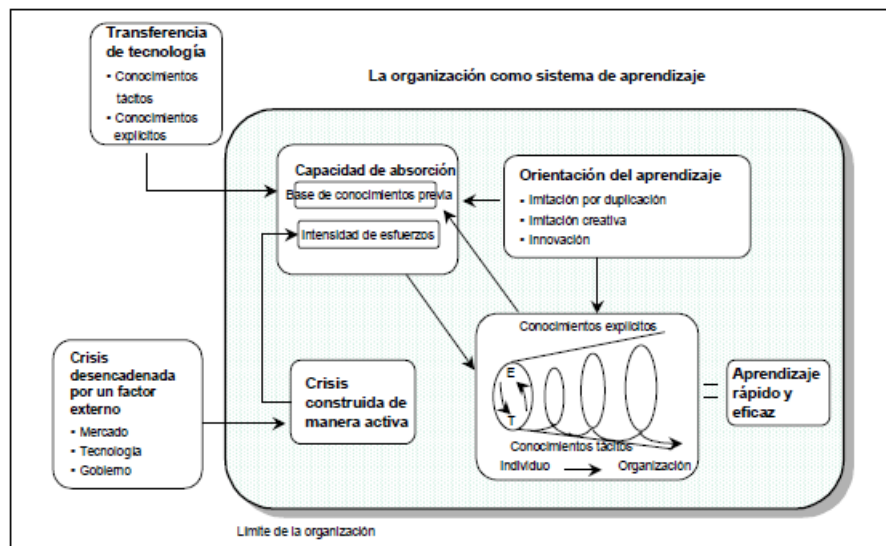 Transferencia
de tecnología
▪ Conocimientos
tácitos
▪ Conocimientos
explícitos
La organización como sistema de aprendizaje
Capacidad de absorción
Base de conocimientos previa
Intensidad de esfuerzos
Orientación del aprendizaje
▪ Imitación por duplicación
▪ Imitación creativa
▪ Innovación
Crisis
desencadenada
por un factor
externo
▪ Mercado
▪ Tecnología
▪ Gobierno
Crisis
construida de
manera activa
Conocimientos explícitos
E
T
Conocimientos tácitos
Individuo
Organización
=
Aprendizaje
rápido y
eficaz
Límite de la organización